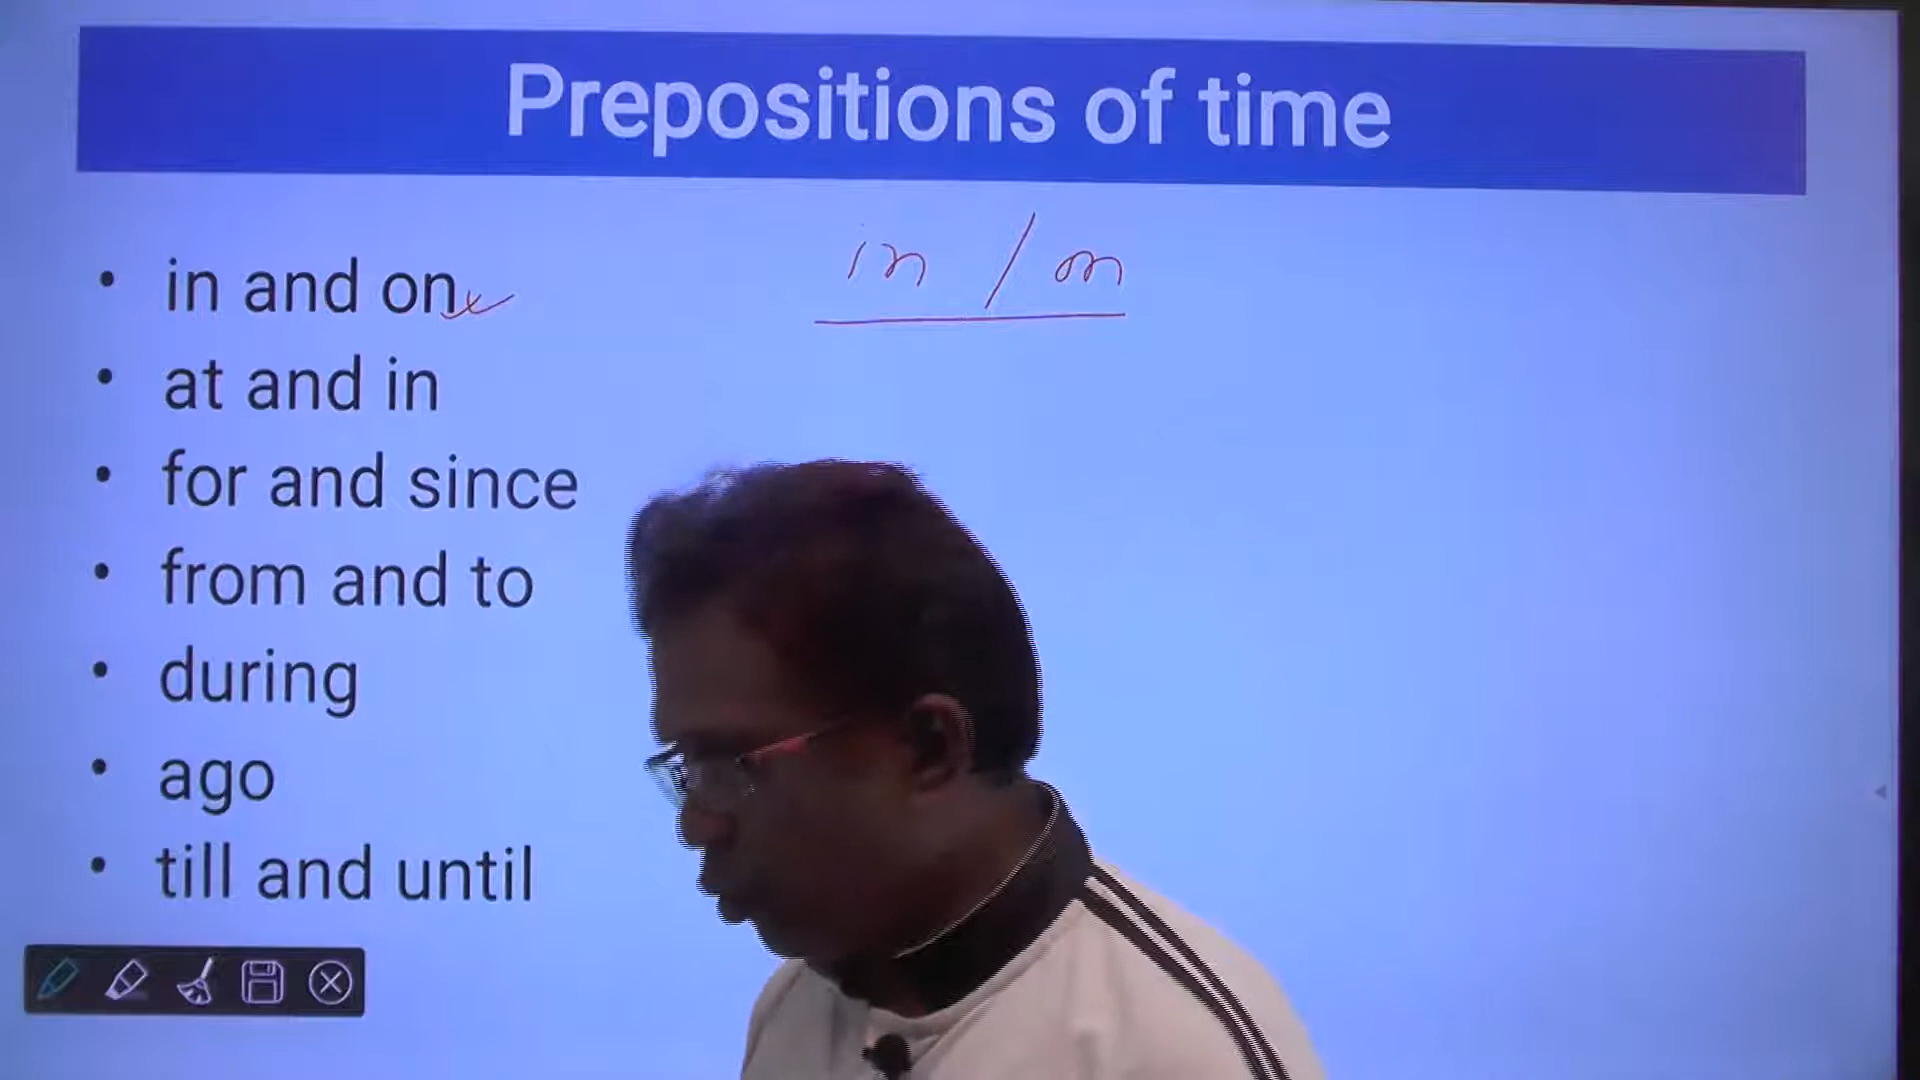 Prepositions of time
in / on
• in and on
• at and in
• for and since
• from and to
• during
• ago
• till and until